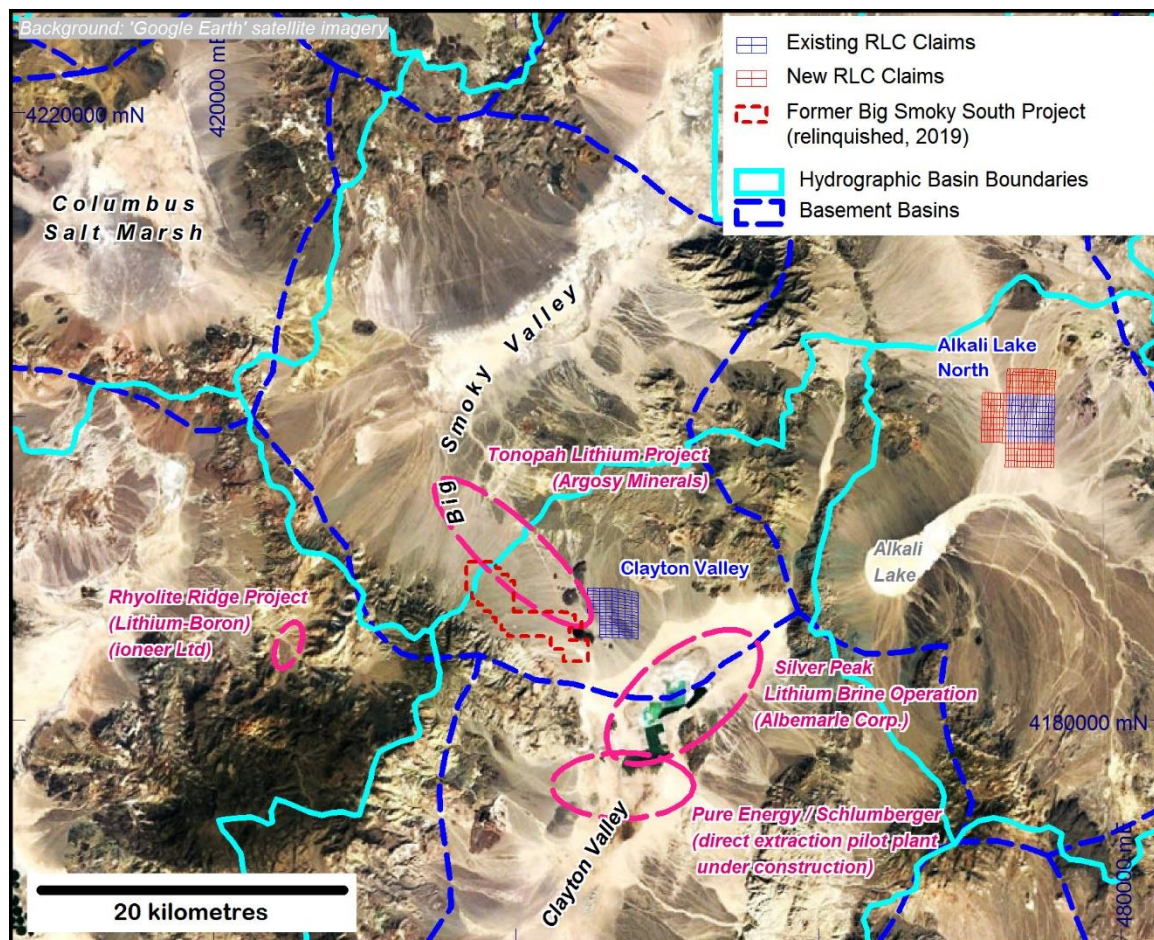 Background: 'Google Earth' satellite imagery
4220000 mN
420000 mE
Existing RLC Claims
New RLC Claims
Former Big Smoky South Project
(relinquished, 2019)
Hydrographic Basin Boundaries
Basement Basins
Columbus
Salt Marsh
Big Smoky Valley
Alkali Lake
North
Tonopah Lithium Project
(Argosy Minerals)
Alkali
Lake
Clayton Valley
Rhyolite Ridge Project
(Lithium-Boron)
(ioneer Ltd)
Silver Peak
Lithium Brine Operation
(Albemarle Corp.)
4180000 mN
Pure Energy / Schlumberger
(direct extraction pilot plant
under construction)
Clayton Valley
480000 mE
20 kilometres